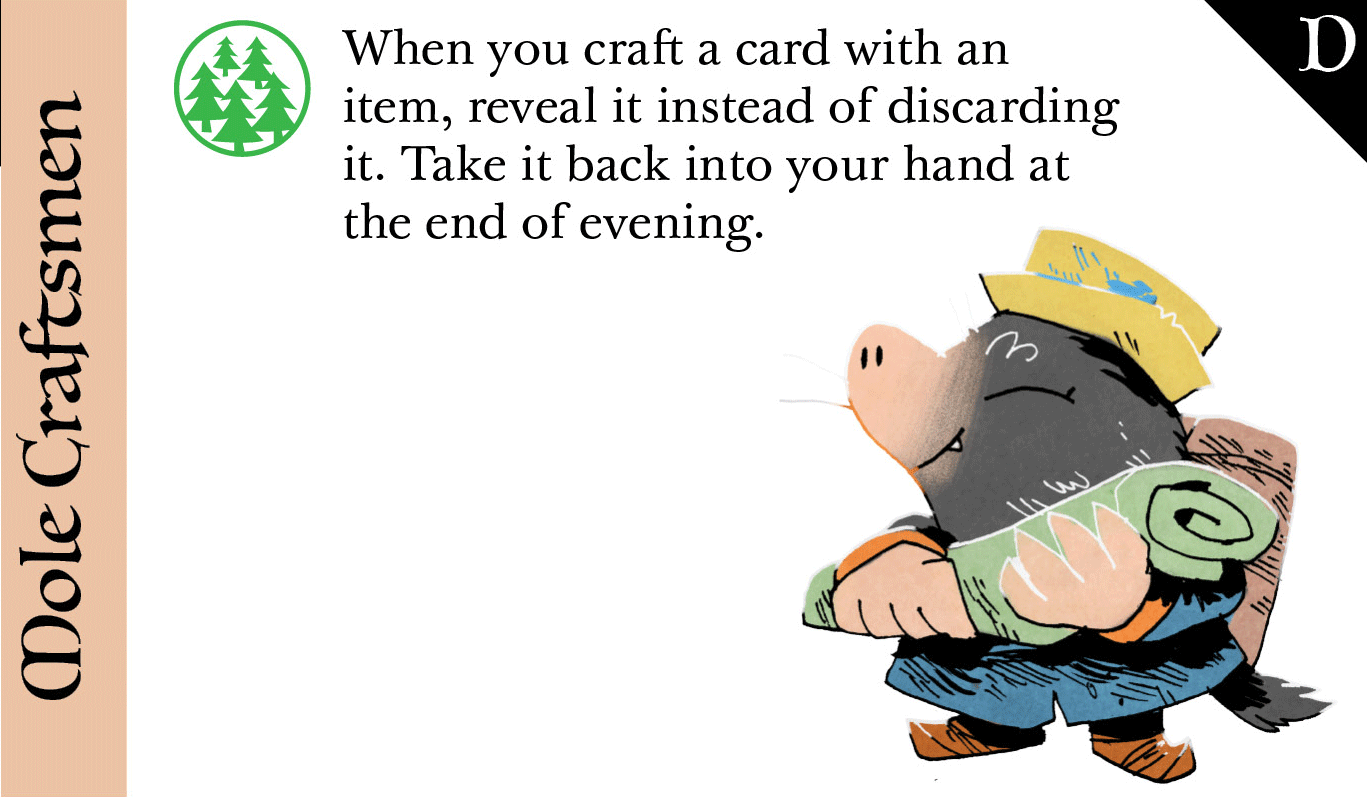 Mole Craftsmen
When you craft a card with an
item, reveal it instead of discarding
it. Take it back into your hand at
the end of evening.
D